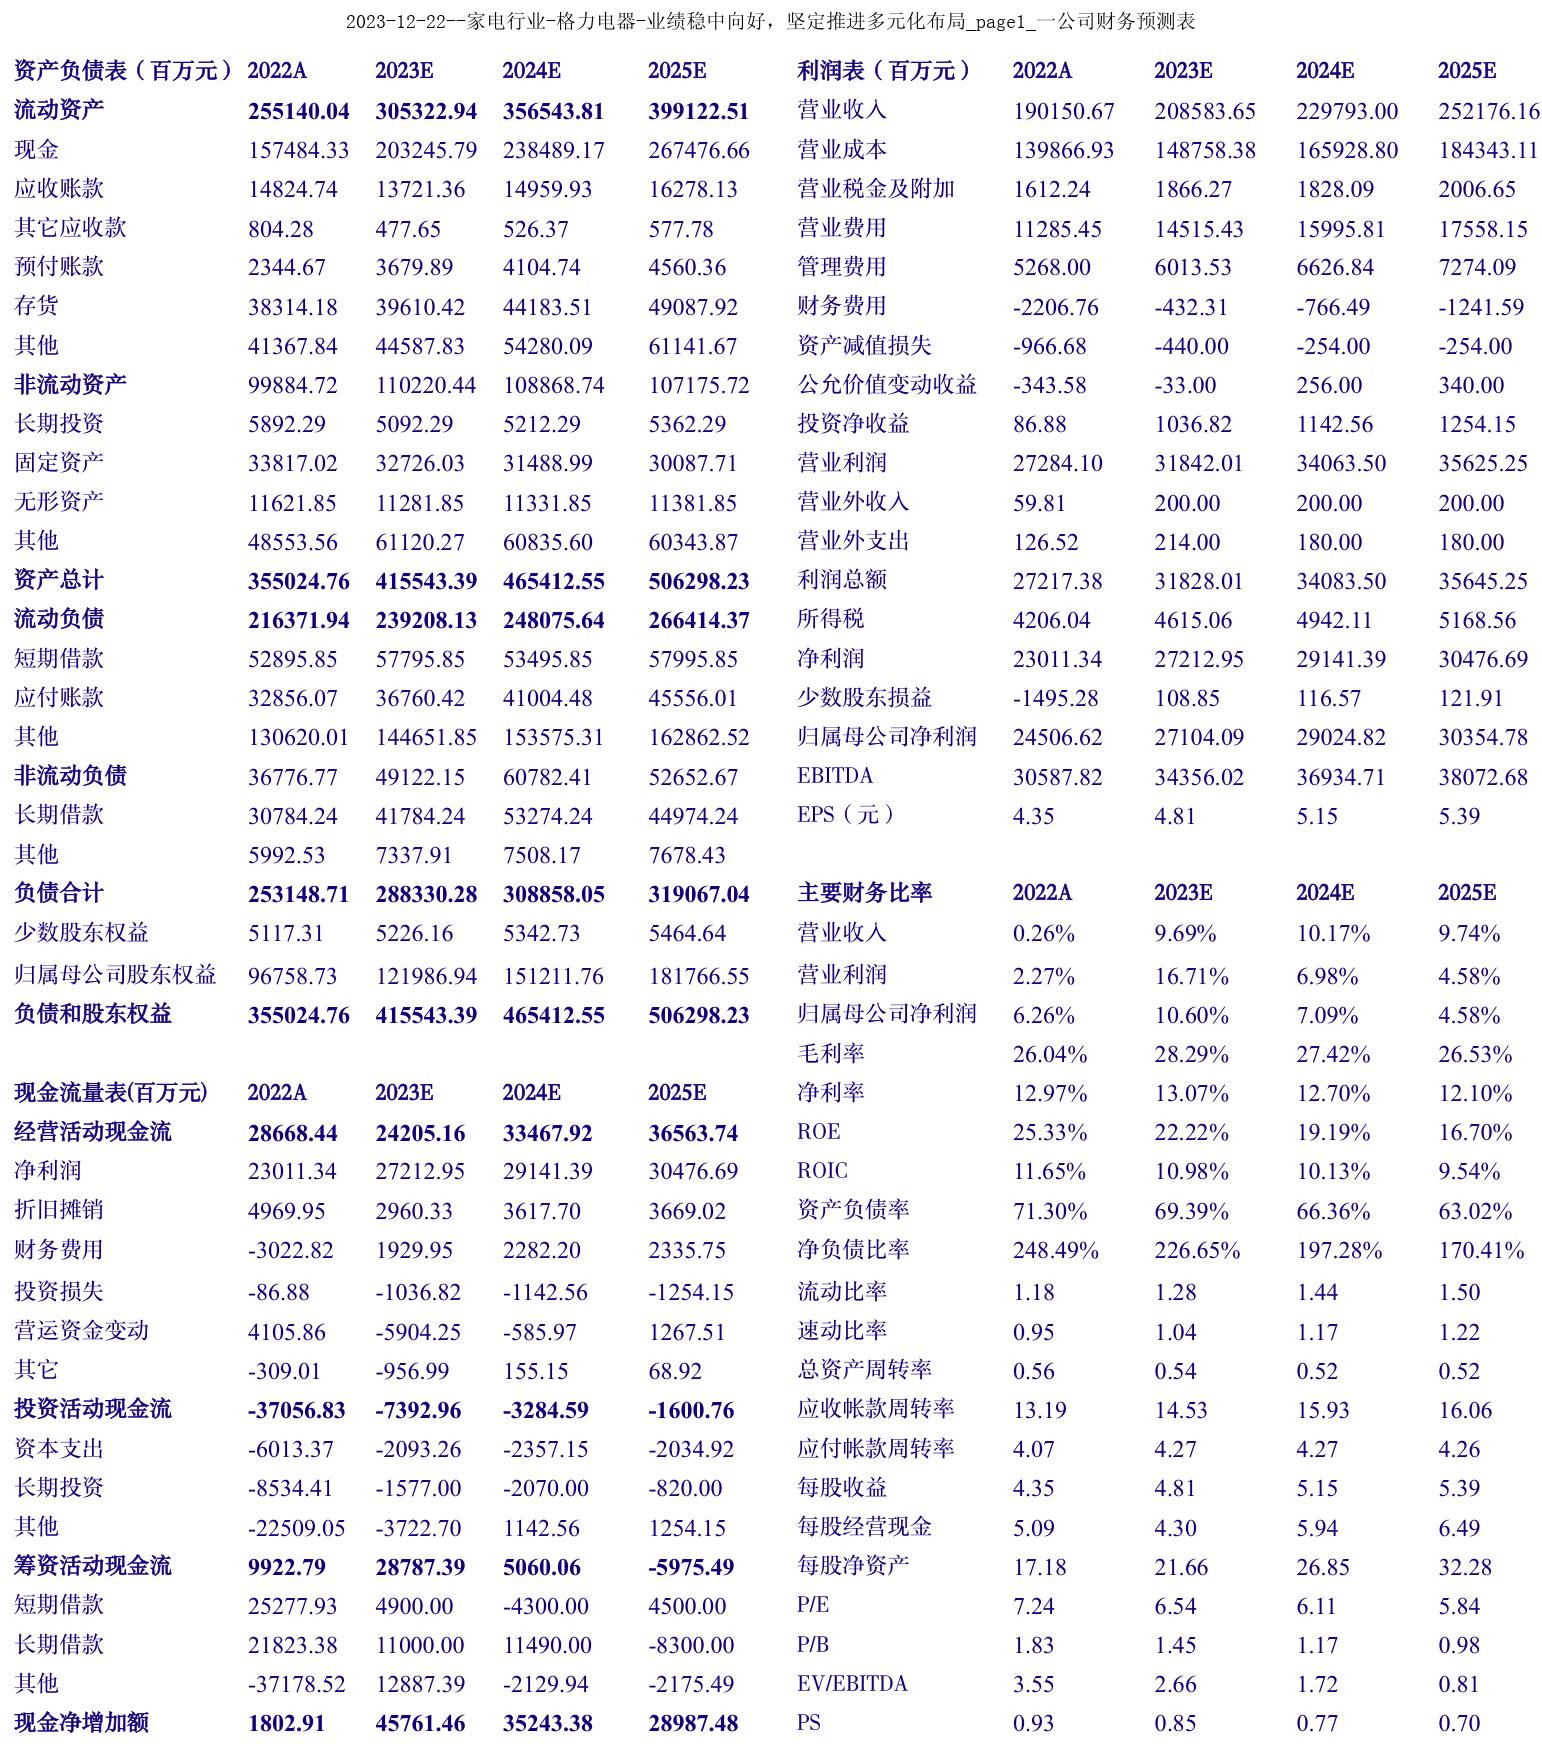 2023-12-22--家电行业-格力电器-业绩稳中向好，坚定推进多元化布局_page1_一公司财务预测表
资产负债表（百万元） 2022A 2023E 2024E 2025E 利润表（百万元） 2022A 2023E 2024E 2025E
流动资产 255140.04 305322.94 356543.81 399122.51 营业收入 190150.67 208583.65 229793.00 252176.16
现金 157484.33 203245.79 238489.17 267476.66 营业成本 139866.93 148758.38 165928.80 184343.11
应收账款 14824.74 13721.36 14959.93 16278.13 营业税金及附加 1612.24 1866.27 1828.09 2006.65
其它应收款 804.28 477.65 526.37 577.78 营业费用 11285.45 14515.43 15995.81 17558.15
预付账款 2344.67 3679.89 4104.74 4560.36 管理费用 5268.00 6013.53 6626.84 7274.09
存货 38314.18 39610.42 44183.51 49087.92 财务费用 -2206.76 -432.31 -766.49 -1241.59
其他 41367.84 44587.83 54280.09 61141.67 资产减值损失 -966.68 -440.00 -254.00 -254.00
非流动资产 99884.72 110220.44 108868.74 107175.72 公允价值变动收益 -343.58 -33.00 256.00 340.00
长期投资 5892.29 5092.29 5212.29 5362.29 投资净收益 86.88 1036.82 1142.56 1254.15
固定资产 33817.02 32726.03 31488.99 30087.71 营业利润 27284.10 31842.01 34063.50 35625.25
无形资产 11621.85 11281.85 11331.85 11381.85 营业外收入 59.81 200.00 200.00 200.00
其他 48553.56 61120.27 60835.60 60343.87 营业外支出 126.52 214.00 180.00 180.00
资产总计 355024.76 415543.39 465412.55 506298.23 利润总额 27217.38 31828.01 34083.50 35645.25
流动负债 216371.94 239208.13 248075.64 266414.37 所得税 4206.04 4615.06 4942.11 5168.56
短期借款 52895.85 57795.85 53495.85 57995.85 净利润 23011.34 27212.95 29141.39 30476.69
应付账款 32856.07 36760.42 41004.48 45556.01 少数股东损益 -1495.28 108.85 116.57 121.91
其他 130620.01 144651.85 153575.31 162862.52 归属母公司净利润 24506.62 27104.09 29024.82 30354.78
非流动负债 36776.77 49122.15 60782.41 52652.67 EBITDA 30587.82 34356.02 36934.71 38072.68
长期借款 30784.24 41784.24 53274.24 44974.24 EPS（元） 4.35 4.81 5.15 5.39
其他 5992.53 7337.91 7508.17 7678.43
负债合计 253148.71 288330.28 308858.05 319067.04 主要财务比率 2022A 2023E 2024E 2025E
少数股东权益 5117.31 5226.16 5342.73 5464.64 营业收入 0.26% 9.69% 10.17% 9.74%
归属母公司股东权益 96758.73 121986.94 151211.76 181766.55 营业利润 2.27% 16.71% 6.98% 4.58%
负债和股东权益 355024.76 415543.39 465412.55 506298.23 归属母公司净利润 6.26% 10.60% 7.09% 4.58%
毛利率 26.04% 28.29% 27.42% 26.53%
现金流量表(百万元) 2022A 2023E 2024E 2025E 净利率 12.97% 13.07% 12.70% 12.10%
经营活动现金流 28668.44 24205.16 33467.92 36563.74 ROE 25.33% 22.22% 19.19% 16.70%
净利润 23011.34 27212.95 29141.39 30476.69 ROIC 11.65% 10.98% 10.13% 9.54%
折旧摊销 4969.95 2960.33 3617.70 3669.02 资产负债率 71.30% 69.39% 66.36% 63.02%
财务费用 -3022.82 1929.95 2282.20 2335.75 净负债比率 248.49% 226.65% 197.28% 170.41%
投资损失 -86.88 -1036.82 -1142.56 -1254.15 流动比率 1.18 1.28 1.44 1.50
营运资金变动 4105.86 -5904.25 -585.97 1267.51 速动比率 0.95 1.04 1.17 1.22
其它 -309.01 -956.99 155.15 68.92 总资产周转率 0.56 0.54 0.52 0.52
投资活动现金流 -37056.83 -7392.96 -3284.59 -1600.76 应收帐款周转率 13.19 14.53 15.93 16.06
资本支出 -6013.37 -2093.26 -2357.15 -2034.92 应付帐款周转率 4.07 4.27 4.27 4.26
长期投资 -8534.41 -1577.00 -2070.00 -820.00 每股收益 4.35 4.81 5.15 5.39
其他 -22509.05 -3722.70 1142.56 1254.15 每股经营现金 5.09 4.30 5.94 6.49
筹资活动现金流 9922.79 28787.39 5060.06 -5975.49 每股净资产 17.18 21.66 26.85 32.28
短期借款 25277.93 4900.00 -4300.00 4500.00 P/E 7.24 6.54 6.11 5.84
长期借款 21823.38 11000.00 11490.00 -8300.00 P/B 1.83 1.45 1.17 0.98
其他 -37178.52 12887.39 -2129.94 -2175.49 EV/EBITDA 3.55 2.66 1.72 0.81
现金净增加额 1802.91 45761.46 35243.38 28987.48 PS 0.93 0.85 0.77 0.70